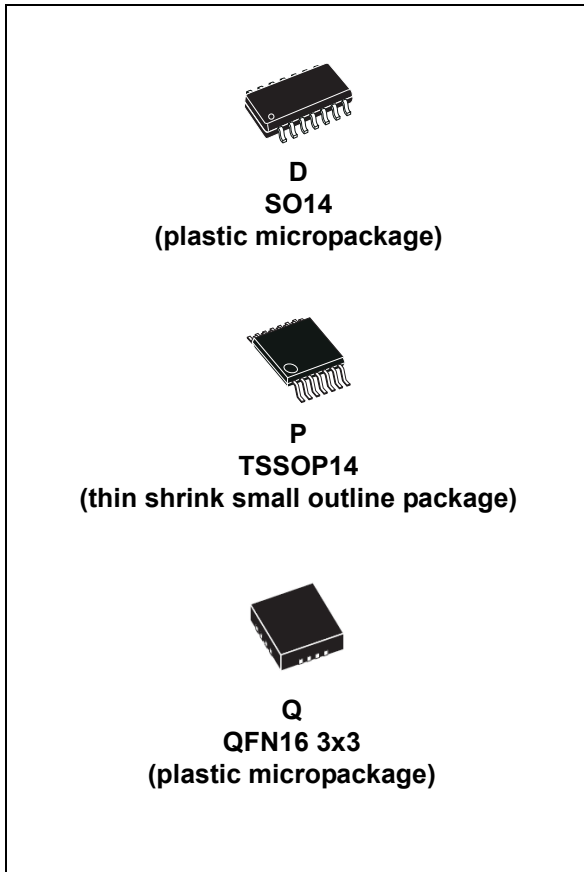 D
SO14
(plastic micropackage)
P
TSSOP14
(thin shrink small outline package)
Q
QFN16 3x3
(plastic micropackage)